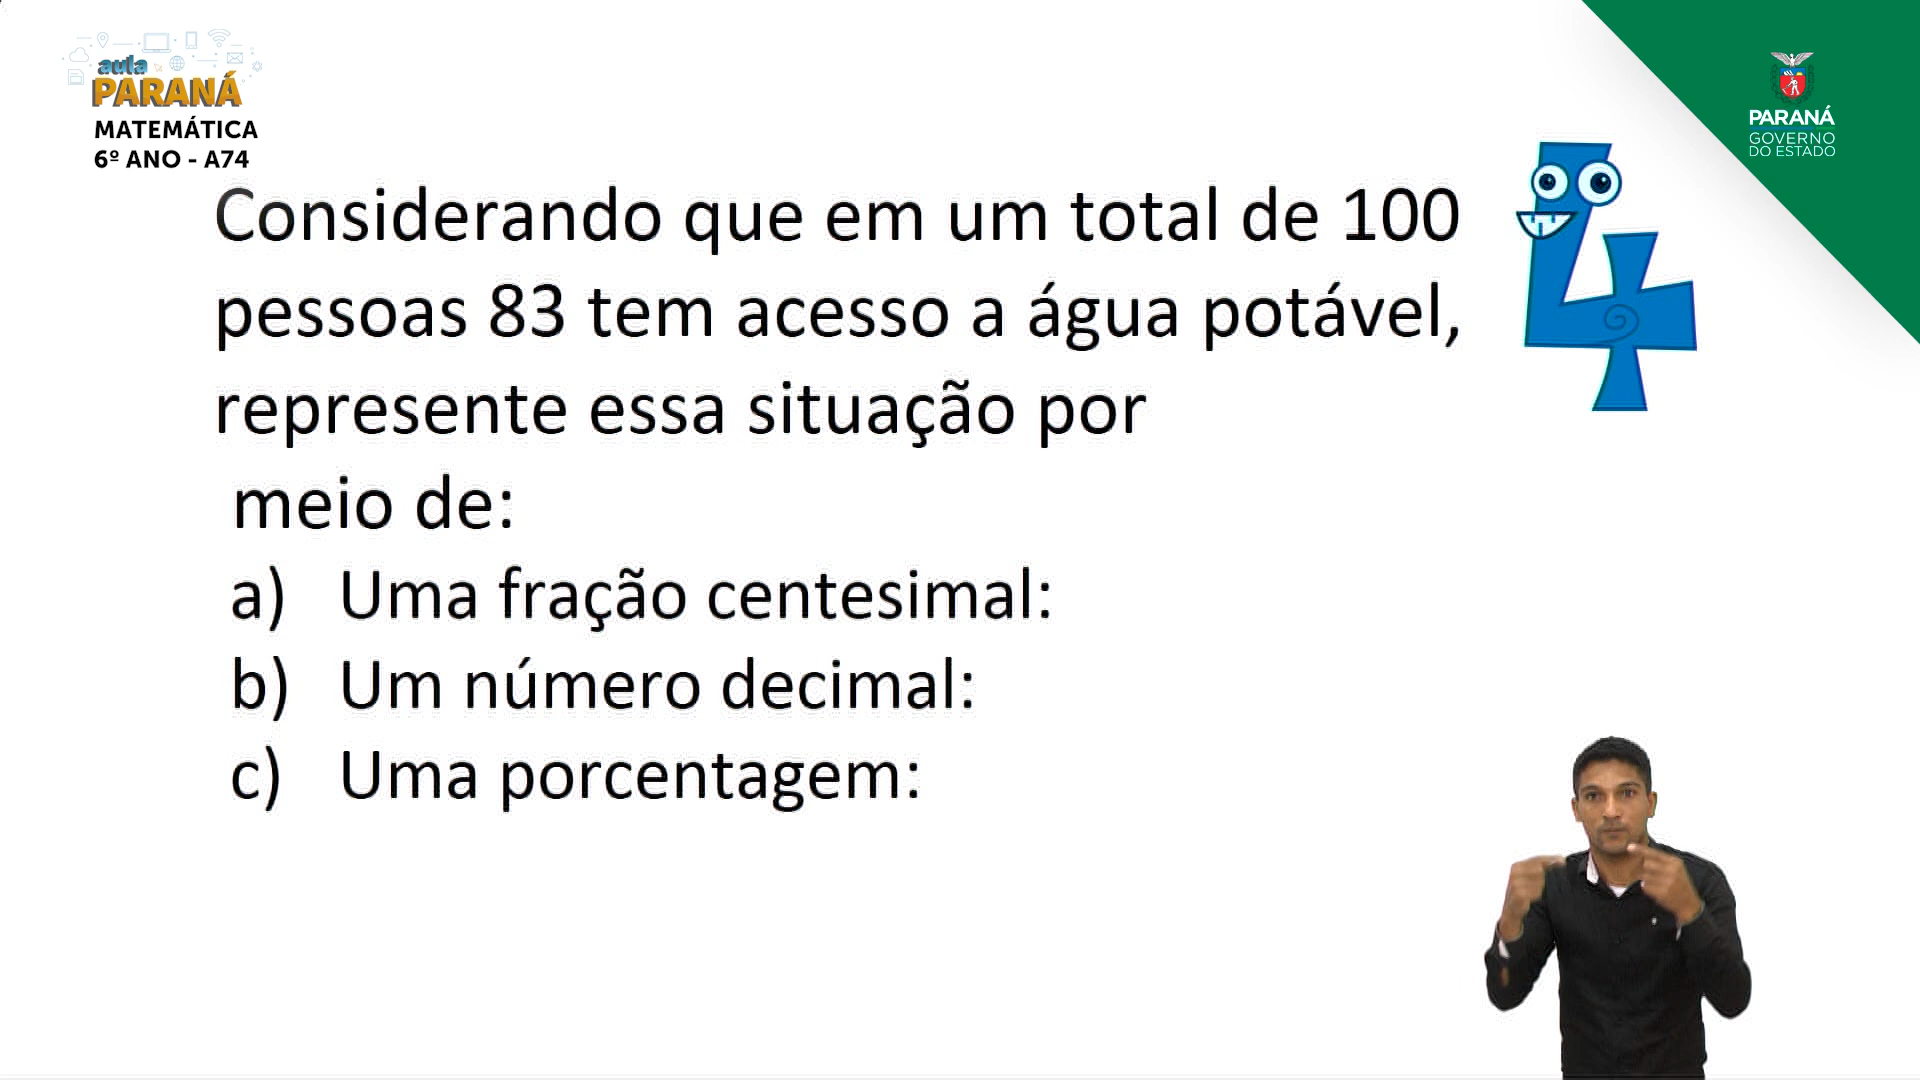 aula
PARANÁ
MATEMÁTICA
6º ANO - A74
PARANÁ
GOVERNO
DO ESTADO
Considerando que em um total de 100
pessoas 83 tem acesso a água potável,
represente essa situação por
meio de:
a) Uma fração centesimal:
b) Um número decimal:
c) Uma porcentagem: